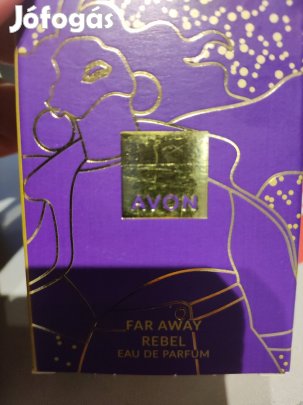 Jófogás
AVON
FAR AWAY
REBEL
EAU DE PARFUM